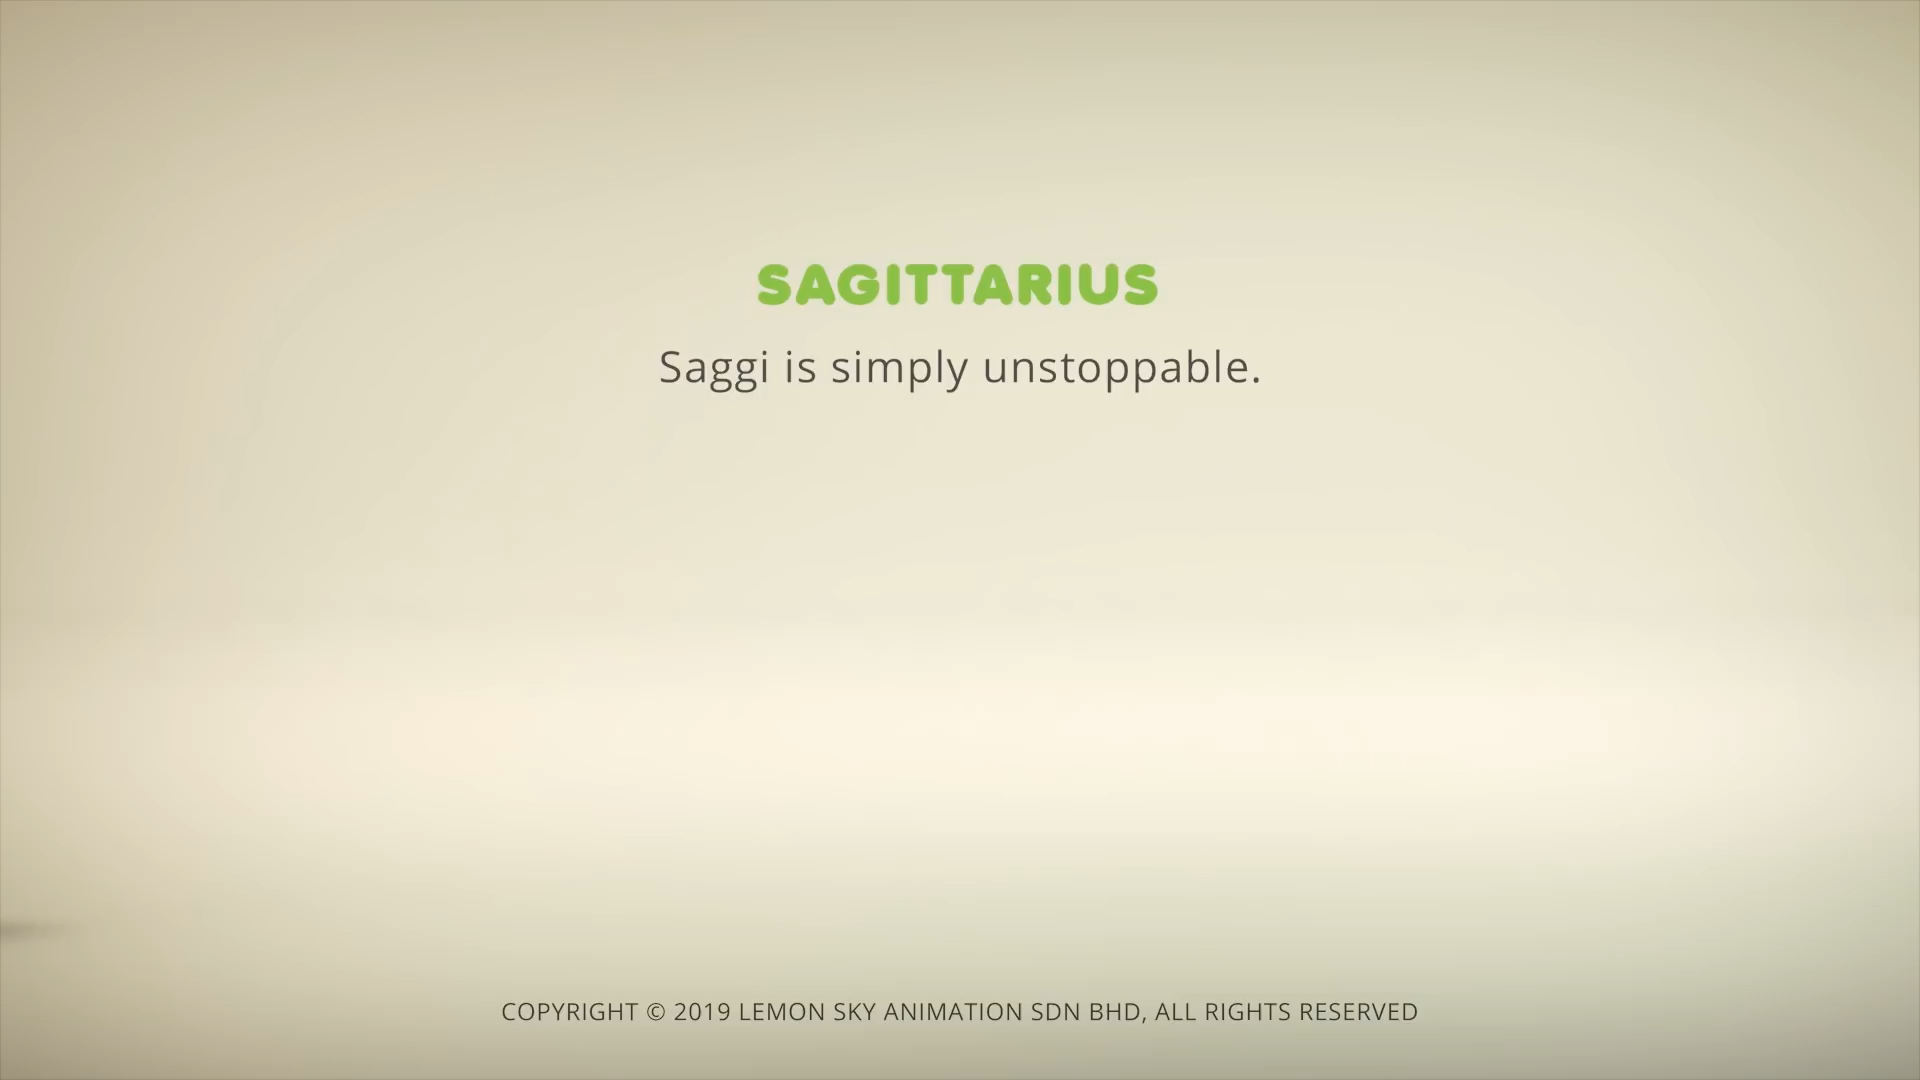 SAGITTARIUS
Saggi is simply unstoppable.
COPYRIGHT © 2019 LEMON SKY ANIMATION SDN BHD, ALL RIGHTS RESERVED